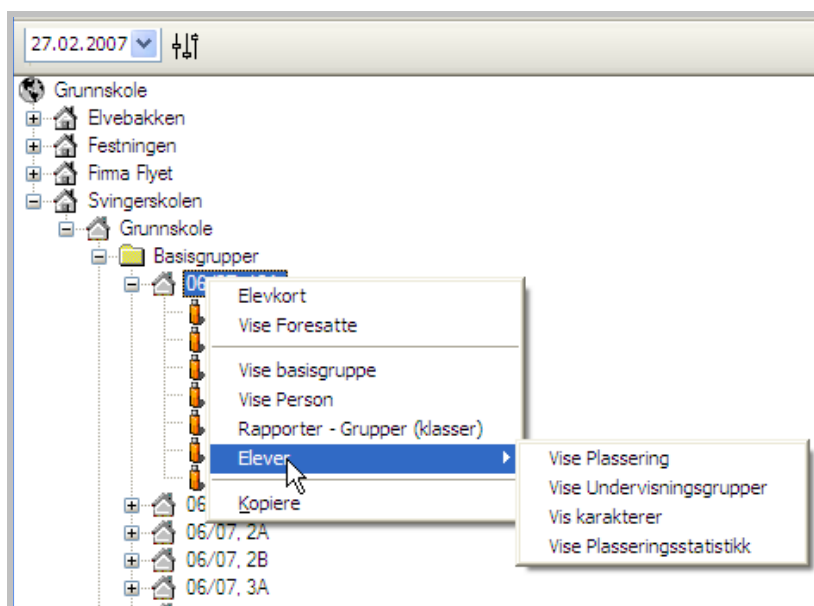 27.02.2007
Grunnskole
Elvebakken
Festningen
Firma Flyet
Svingerskolen
Grunnskole
Basisgrupper
Elevkort
Vise Foresatte
Vise basisgruppe
Vise Person
Rapporter - Grupper (klasser)
Elever
Kopiere
Vise Plassering
Vise Undervisningsgrupper
Vis karakterer
Vise Plasseringsstatistikk
06
06/07, 2A
06/07, 2B
06/07, 3A